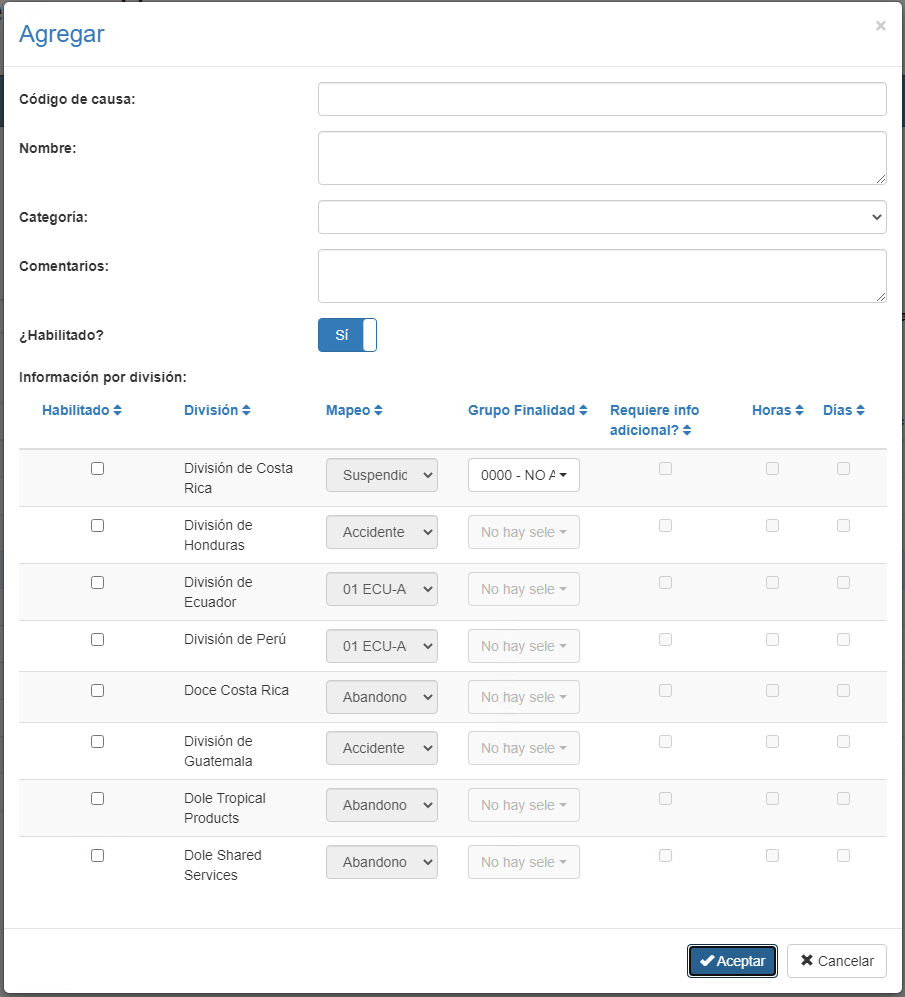 Agregar
×
Código de causa:
Nombre:
Categoría:
Comentarios:
¿Habilitado?
Sí
Información por división:
Habilitado División Mapeo Grupo Finalidad Requiere info Horas Días
adicional?
División de Costa Suspendic 0000 - NO A
Rica
División de Accidente No hay sele
Honduras
División de 01 ECU-A No hay sele
Ecuador
División de Perú 01 ECU-A No hay sele
Doce Costa Rica Abandono No hay sele
División de Accidente No hay sele
Guatemala
Dole Tropical Abandono No hay sele
Products
Dole Shared Abandono No hay sele
Services
Aceptar Cancelar